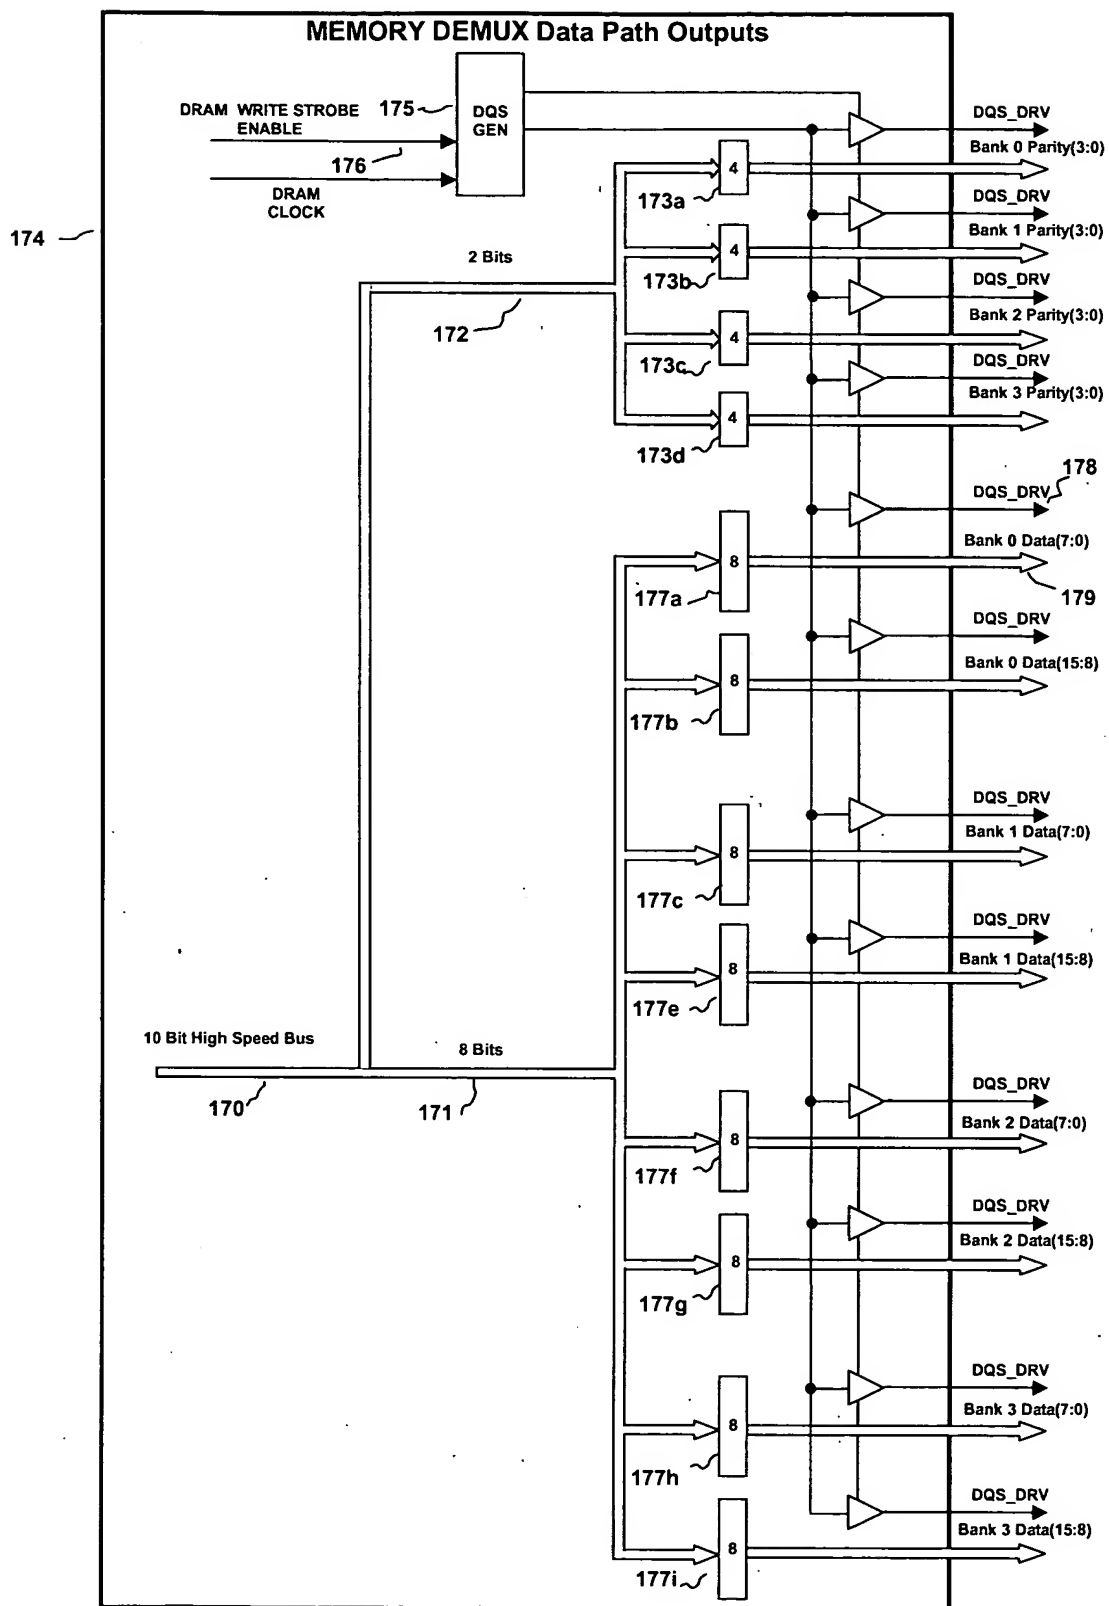 MEMORY DEMUX Data Path Outputs
DRAM WRITE STROBE
ENABLE
175
DQS
GEN
176
DRAM
CLOCK
174
DQS_DRV
Bank 0 Parity(3:0)
4
173a
DQS_DRV
Bank 1 Parity(3:0)
2 Bits
4
173b
DQS_DRV
Bank 2 Parity(3:0)
172
4
173c
DQS_DRV
Bank 3 Parity(3:0)
4
173d
178
DQS_DRV
Bank 0 Data(7:0)
8
177a
179
DQS_DRV
Bank 0 Data(15:8)
8
177b
DQS_DRV
Bank 1 Data(7:0)
8
177c
DQS_DRV
Bank 1 Data(15:8)
8
177e
10 Bit High Speed Bus
8 Bits
170
171
DQS_DRV
Bank 2 Data(7:0)
8
177f
DQS_DRV
Bank 2 Data(15:8)
8
177g
DQS_DRV
Bank 3 Data(7:0)
8
177h
DQS_DRV
Bank 3 Data(15:8)
8
177i